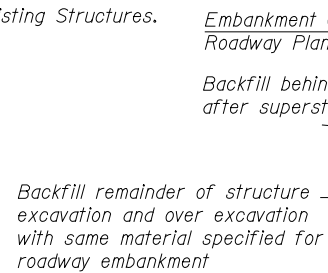 isting Structures.
Embankment
Roadway Plan
Backfill behin
after superst
Backfill remainder of structure
excavation and over excavation
with same material specified for
roadway embankment